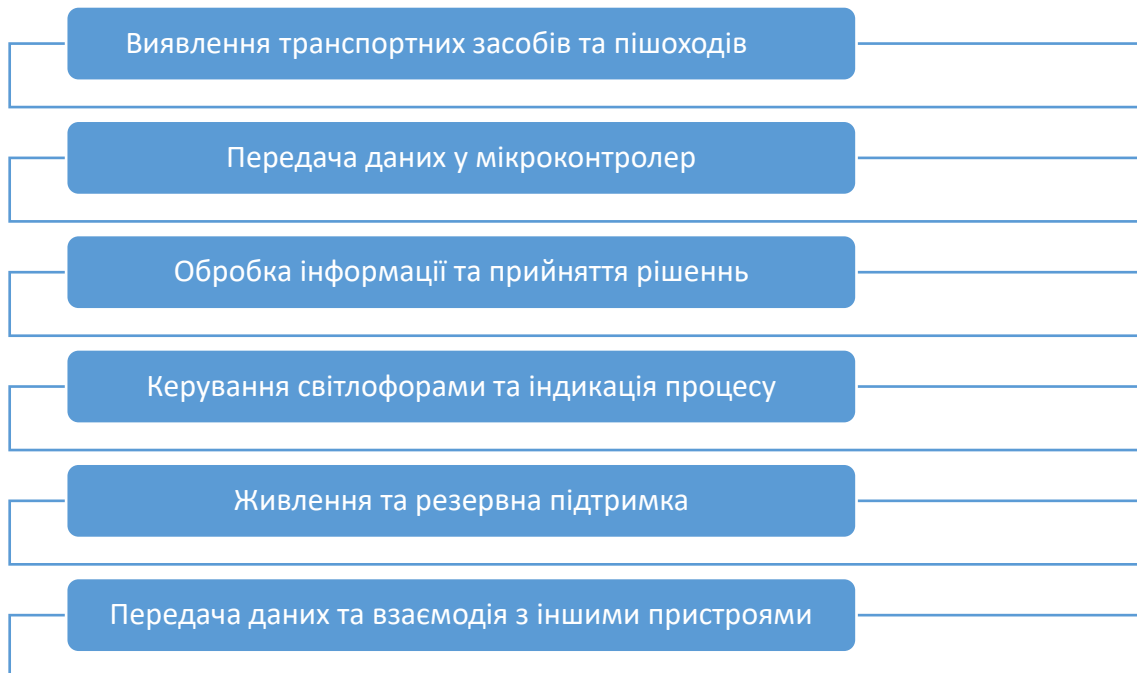 Виявлення транспортних засобів та пішоходів
Передача даних у мікроконтролер
Обробка інформації та прийняття рішеннь
Керування світлофорами та індикація процесу
Живлення та резервна підтримка
Передача даних та взаємодія з іншими пристроями